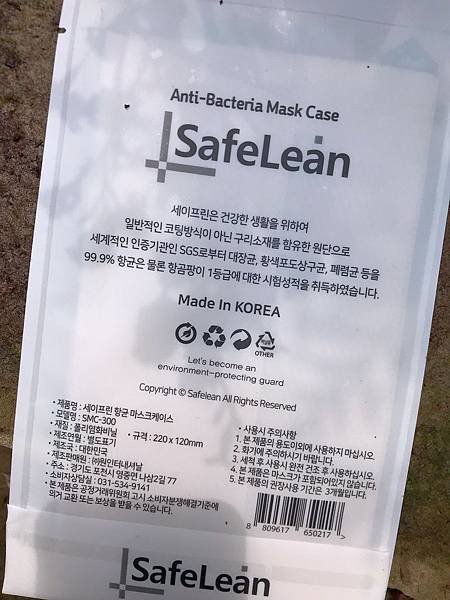 Anti-Bacteria Mask Case
SafeLean
세이프린은 건강한 생활을 위하여
일반적인 코팅방식이 아닌 구리소재를 함유한 원단으로
세계적인 인증기관인 SGS로부터 대장균, 황색포도상구균, 폐렴균 등을
99.9% 항균은 물론 항곰팡이 1등급에 대한 시험성적을 취득하였습니다.
Made In KOREA
OTHER
Let's become an
environment-protecting guard
Copyright © Safelean All Rights Reserved
• 제품명 : 세이프린 항균 마스크케이스
• 모델명 : SMC-300
• 재질 : 폴리염화비닐 • 규격 : 220 x 120mm
• 제조연월 : 별도표기
• 제조국 : 대한민국
• 제조판매원 : ㈜원인터내셔날
• 주소 : 경기도 포천시 영중면 나삼2길 77
• 소비자상담실 : 031-534-9141
• 본 제품은 공정거래위원회 고시 소비자분쟁해결기준에
의거 교환 또는 보상을 받을 수 있습니다.
• 사용시 주의사항
1. 본 제품의 용도이외에 사용하지 마십시오.
2. 화기에 주의하시기 바랍니다.
3. 세척 후 사용시 완전 건조 후 사용하십시오.
4. 본 제품은 마스크가 포함되어있지 않습니다.
5. 본 제품의 권장사용 기간은 3개월입니다.
8 809617 650217 >
SafeLean